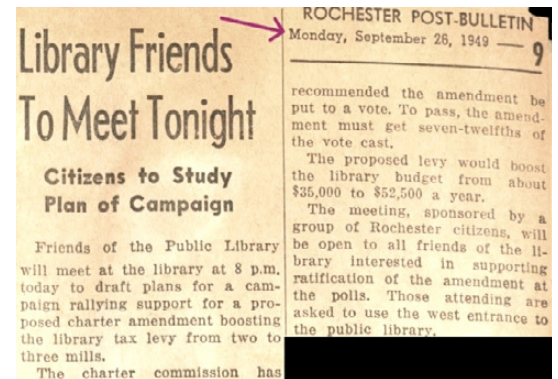 Library Friends
To Meet Tonight
Citizens to Study
Plan of Campaign
Friends of the Public Library
will meet at the library at 8 p.m.
today to draft plans for a cam-
paign rallying support for a pro-
posed charter amendment boosting
the library tax levy from two to
three mills.
The charter commission has
ROCHESTER POST-BULLETIN
Monday, September 26, 1949 — 9
recommended the amendment be
put to a vote. To pass, the amend-
ment must get seven-twelfths of
the vote cast.
The proposed levy would boost
the library budget from about
$35,000 to $52,500 a year.
The meeting, sponsored by a
group of Rochester citizens, will
be open to all friends of the li-
brary interested in supporting
ratification of the amendment at
the polls. Those attending are
asked to use the west entrance to
the public library.